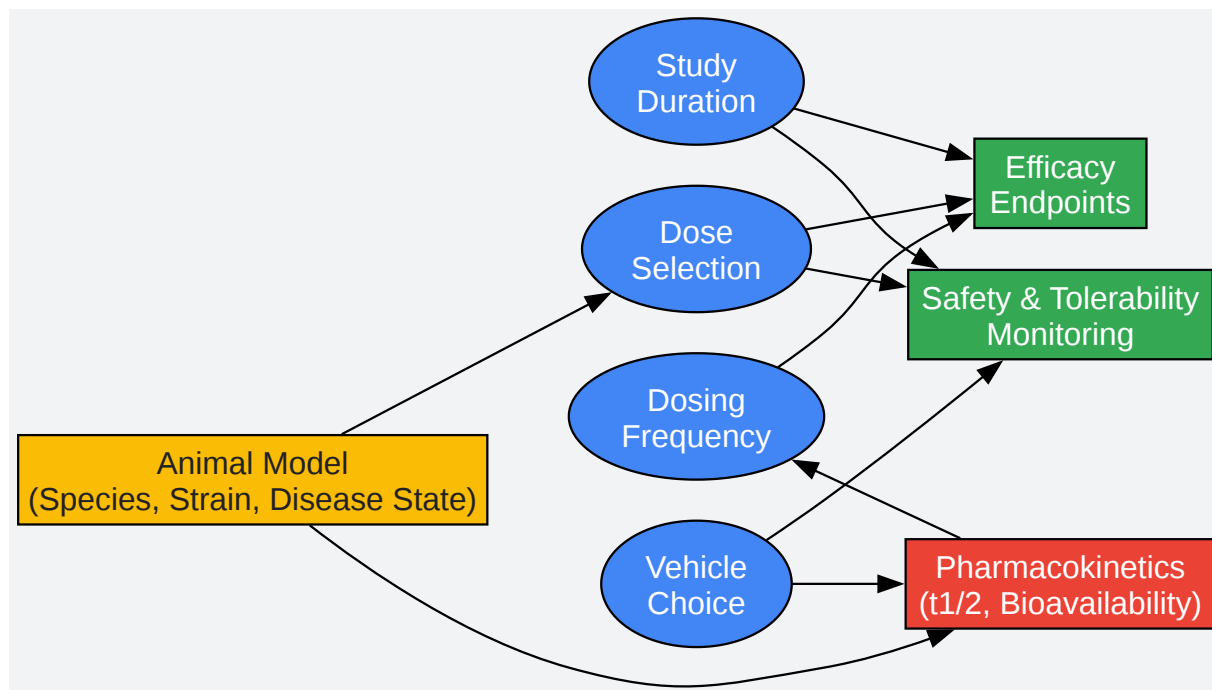 Study
Duration
Efficacy
Endpoints
Dose
Selection
Safety & Tolerability
Monitoring
Dosing
Frequency
Animal Model
(Species, Strain, Disease State)
Vehicle
Choice
Pharmacokinetics
(t1/2, Bioavailability)